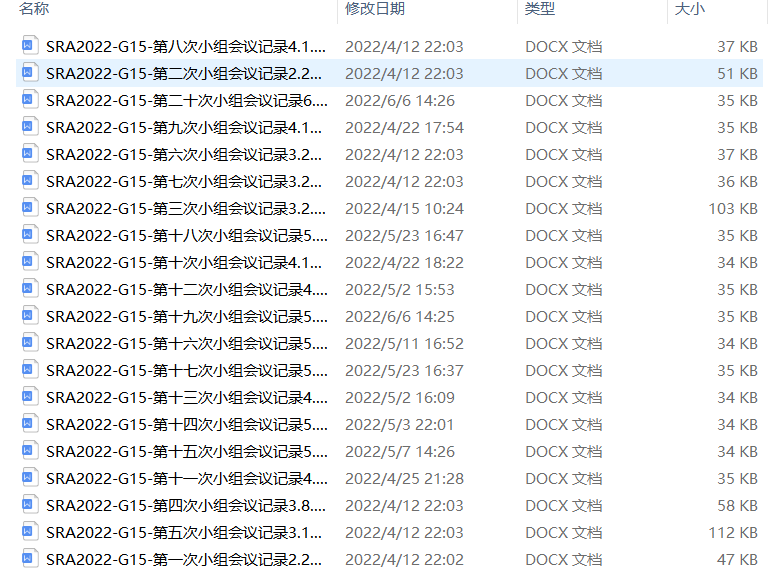 名称 修改日期 类型 大小
SRA2022-G15-第八次小组会议记录4.1.... 2022/4/12 22:03 DOCX 文档 37 KB
SRA2022-G15-第二次小组会议记录2.2... 2022/4/12 22:03 DOCX 文档 51 KB
SRA2022-G15-第二十次小组会议记录6.... 2022/6/6 14:26 DOCX 文档 35 KB
SRA2022-G15-第九次小组会议记录4.1... 2022/4/22 17:54 DOCX 文档 35 KB
SRA2022-G15-第六次小组会议记录3.2... 2022/4/12 22:03 DOCX 文档 37 KB
SRA2022-G15-第七次小组会议记录3.2... 2022/4/12 22:03 DOCX 文档 36 KB
SRA2022-G15-第三次小组会议记录3.2.... 2022/4/15 10:24 DOCX 文档 103 KB
SRA2022-G15-第十八次小组会议记录5.... 2022/5/23 16:47 DOCX 文档 35 KB
SRA2022-G15-第十次小组会议记录4.1... 2022/4/22 18:22 DOCX 文档 34 KB
SRA2022-G15-第十二次小组会议记录4.... 2022/5/2 15:53 DOCX 文档 35 KB
SRA2022-G15-第十九次小组会议记录5.... 2022/6/6 14:25 DOCX 文档 35 KB
SRA2022-G15-第十六次小组会议记录5.... 2022/5/11 16:52 DOCX 文档 34 KB
SRA2022-G15-第十七次小组会议记录5.... 2022/5/23 16:37 DOCX 文档 35 KB
SRA2022-G15-第十三次小组会议记录4.... 2022/5/2 16:09 DOCX 文档 34 KB
SRA2022-G15-第十四次小组会议记录5.... 2022/5/3 22:01 DOCX 文档 34 KB
SRA2022-G15-第十五次小组会议记录5.... 2022/5/7 14:26 DOCX 文档 34 KB
SRA2022-G15-第十一次小组会议记录4.... 2022/4/25 21:28 DOCX 文档 35 KB
SRA2022-G15-第四次小组会议记录3.8.... 2022/4/12 22:03 DOCX 文档 58 KB
SRA2022-G15-第五次小组会议记录3.1... 2022/4/12 22:03 DOCX 文档 112 KB
SRA2022-G15-第一次小组会议记录2.2... 2022/4/12 22:02 DOCX 文档 47 KB